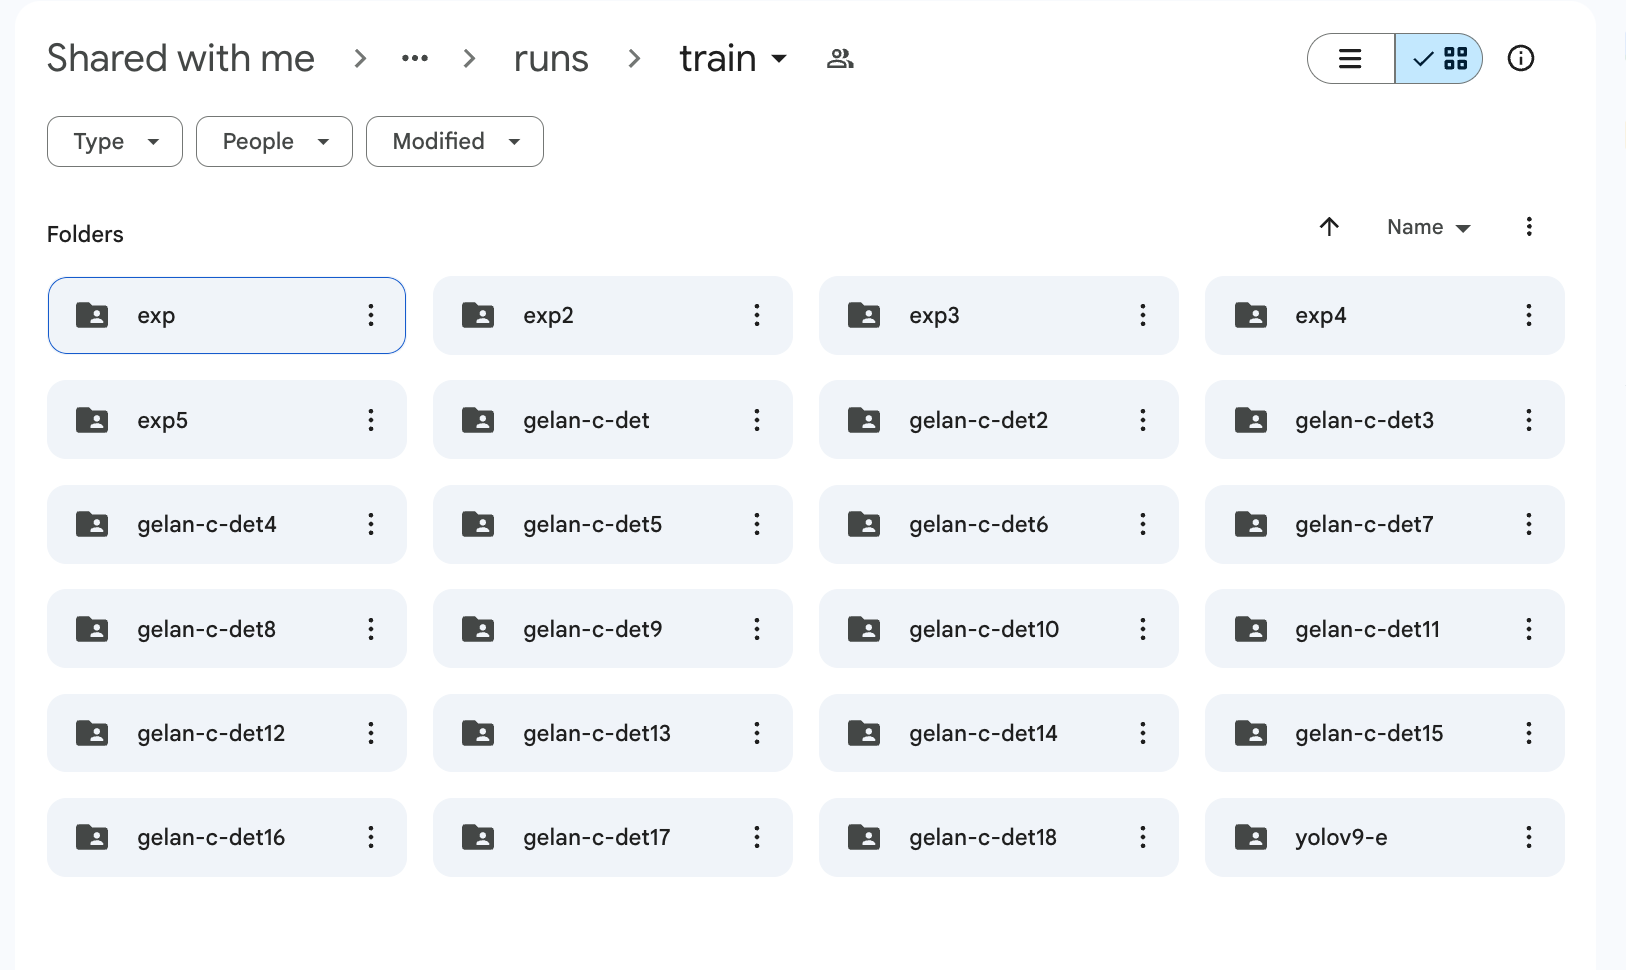 Shared with me > ... > runs > train
Type People Modified
Folders Name
exp exp2 exp3 exp4
exp5 gelan-c-det gelan-c-det2 gelan-c-det3
gelan-c-det4 gelan-c-det5 gelan-c-det6 gelan-c-det7
gelan-c-det8 gelan-c-det9 gelan-c-det10 gelan-c-det11
gelan-c-det12 gelan-c-det13 gelan-c-det14 gelan-c-det15
gelan-c-det16 gelan-c-det17 gelan-c-det18 yolov9-e